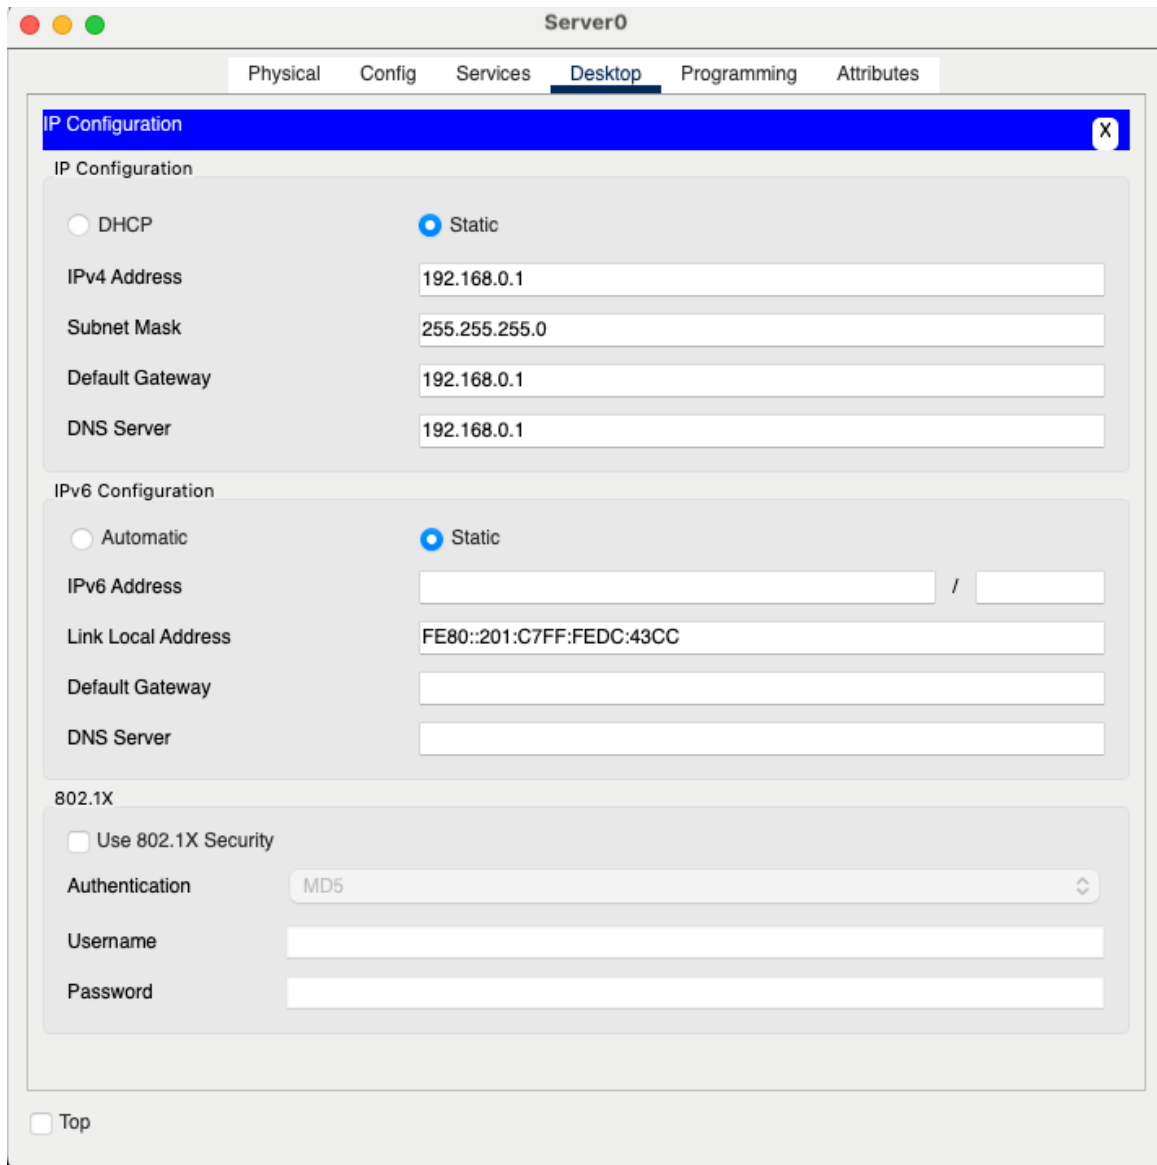 Server0
Physical Config Services Desktop Programming Attributes
IP Configuration
X
IP Configuration
DHCP Static
IPv4 Address 192.168.0.1
Subnet Mask 255.255.255.0
Default Gateway 192.168.0.1
DNS Server 192.168.0.1
IPv6 Configuration
Automatic Static
IPv6 Address /
Link Local Address FE80::201:C7FF:FEDC:43CC
Default Gateway
DNS Server
802.1X
Use 802.1X Security
Authentication MD5
Username
Password
Top